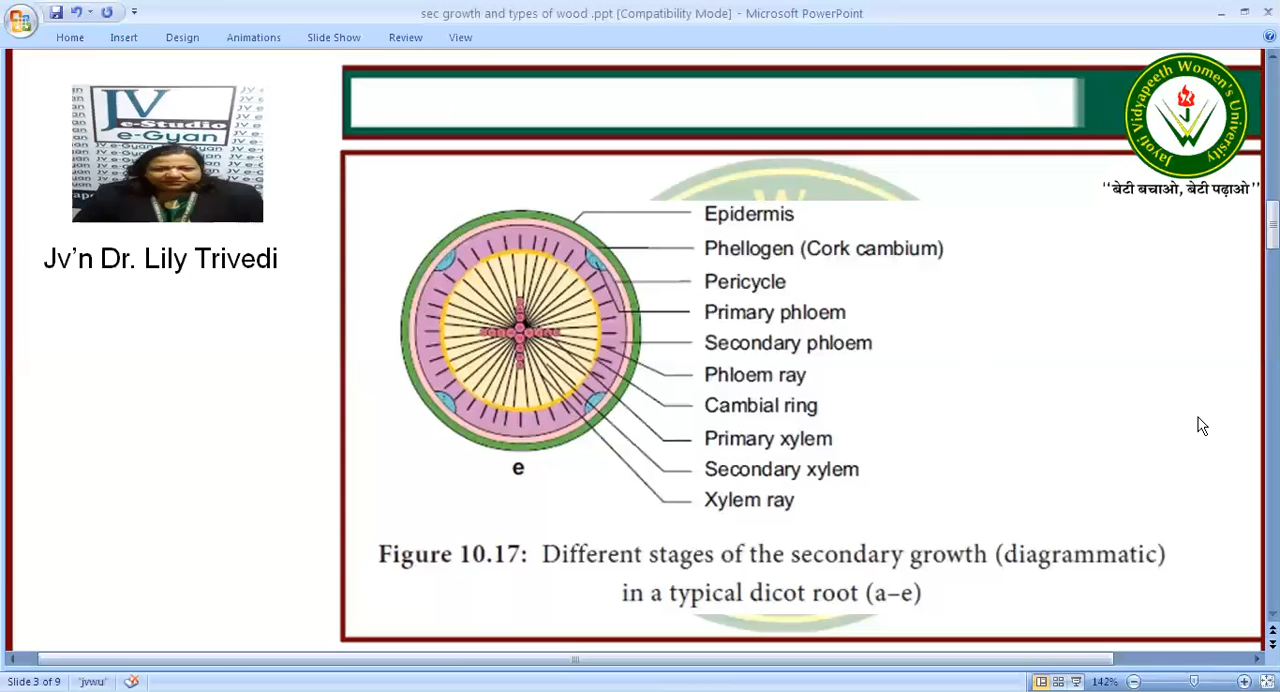 sec growth and types of wood .ppt [Compatibility Mode] - Microsoft PowerPoint
Home Insert Design Animations Slide Show Review View
JV
e-Studio
e-Gyan
Jv'n Dr. Lily Trivedi
Jayoti Vidyapeeth Women's University
"बेटी बचाओ, बेटी पढ़ाओ"
Epidermis
Phellogen (Cork cambium)
Pericycle
Primary phloem
Secondary phloem
Phloem ray
Cambial ring
Primary xylem
Secondary xylem
Xylem ray
e
Figure 10.17: Different stages of the secondary growth (diagrammatic)
in a typical dicot root (a–e)
Slide 3 of 9 "jvwu" 142%